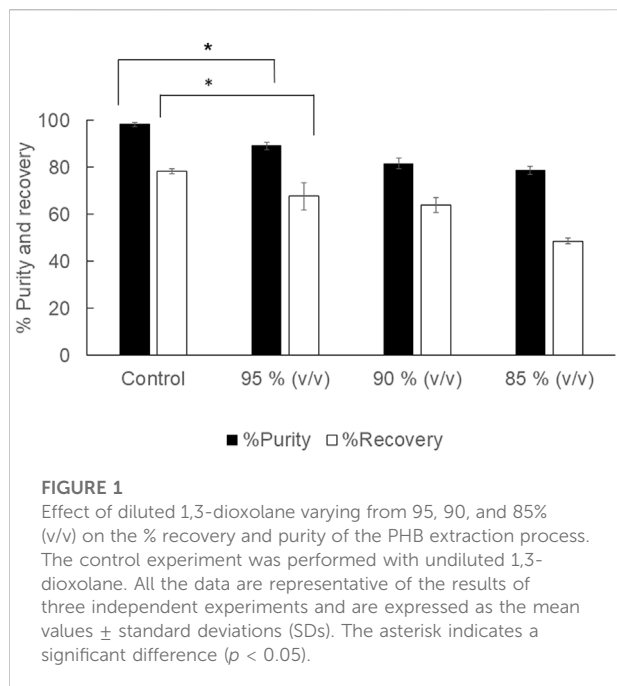 *
*
100
80
60
40
20
0
% Purity and recovery
Control 95 % (v/v) 90 % (v/v) 85 % (v/v)
%Purity %Recovery
FIGURE 1
Effect of diluted 1,3-dioxolane varying from 95, 90, and 85%
(v/v) on the % recovery and purity of the PHB extraction process.
The control experiment was performed with undiluted 1,3-
dioxolane. All the data are representative of the results of
three independent experiments and are expressed as the mean
values ± standard deviations (SDs). The asterisk indicates a
significant difference (p < 0.05).